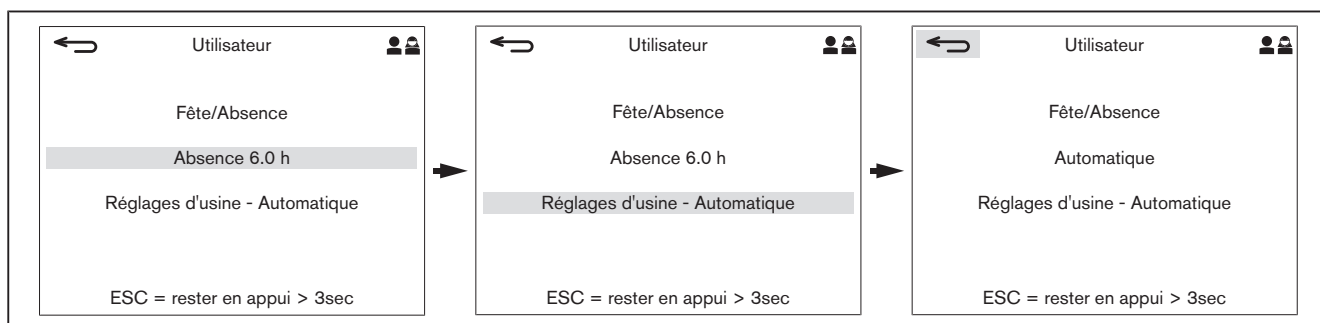 Utilisateur
Fête/Absence
Absence 6.0 h
Réglages d'usine - Automatique
ESC = rester en appui > 3sec
Utilisateur
Fête/Absence
Absence 6.0 h
Réglages d'usine - Automatique
ESC = rester en appui > 3sec
Utilisateur
Fête/Absence
Automatique
Réglages d'usine - Automatique
ESC = rester en appui > 3sec